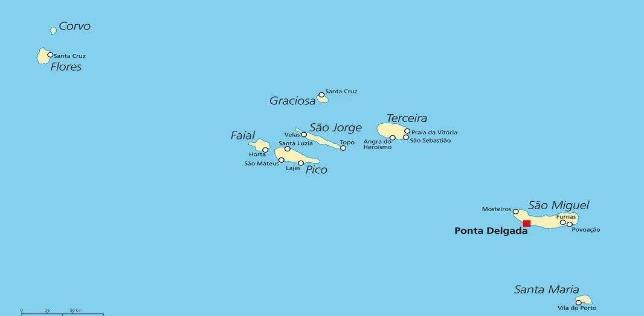 Corvo
Santa Cruz
Flores
Santa Cruz
Graciosa
Terceira
Praia da Vitória
São Sebastião
Angra do
Heroísmo
São Jorge
Velas
Topo
Faial
Horta
Santa Luzia
São Mateus
Lajes
Pico
São Miguel
Mosteiros
Furnas
Povoação
Ponta Delgada
Santa Maria
Vila do Porto
0